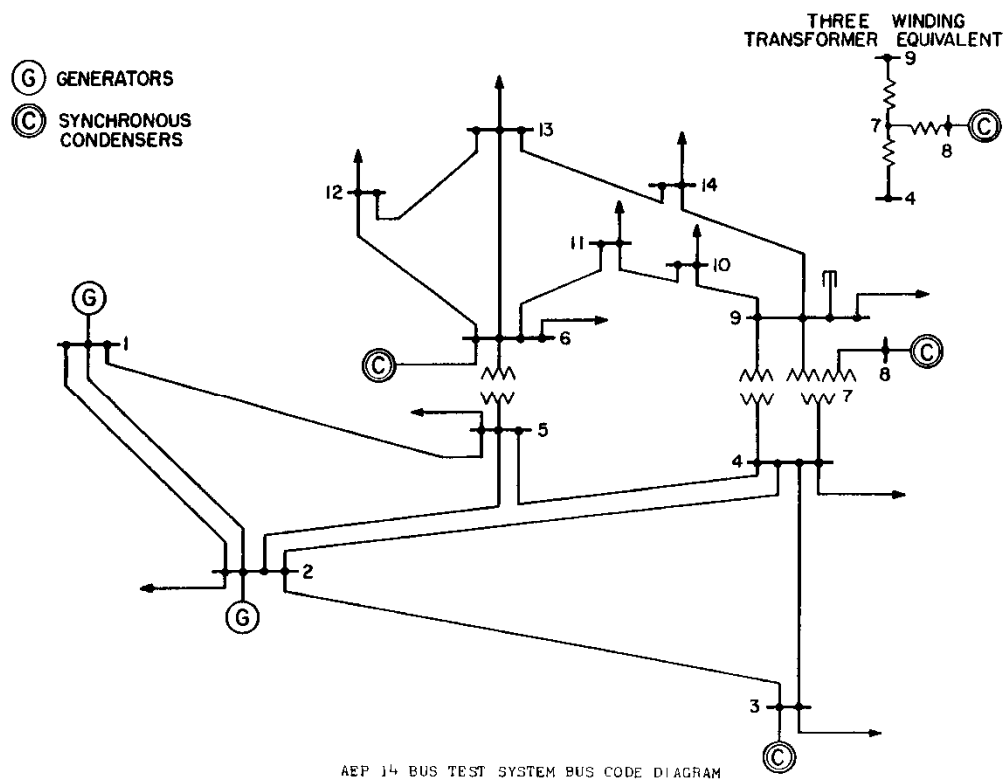 THREE WINDING
TRANSFORMER EQUIVALENT
9
7
C
8
4
G GENERATORS
C SYNCHRONOUS
CONDENSERS
13
12
14
11
10
G
1
9
6
C
8
C
7
5
4
2
G
3
C
AEP 14 BUS TEST SYSTEM BUS CODE DIAGRAM